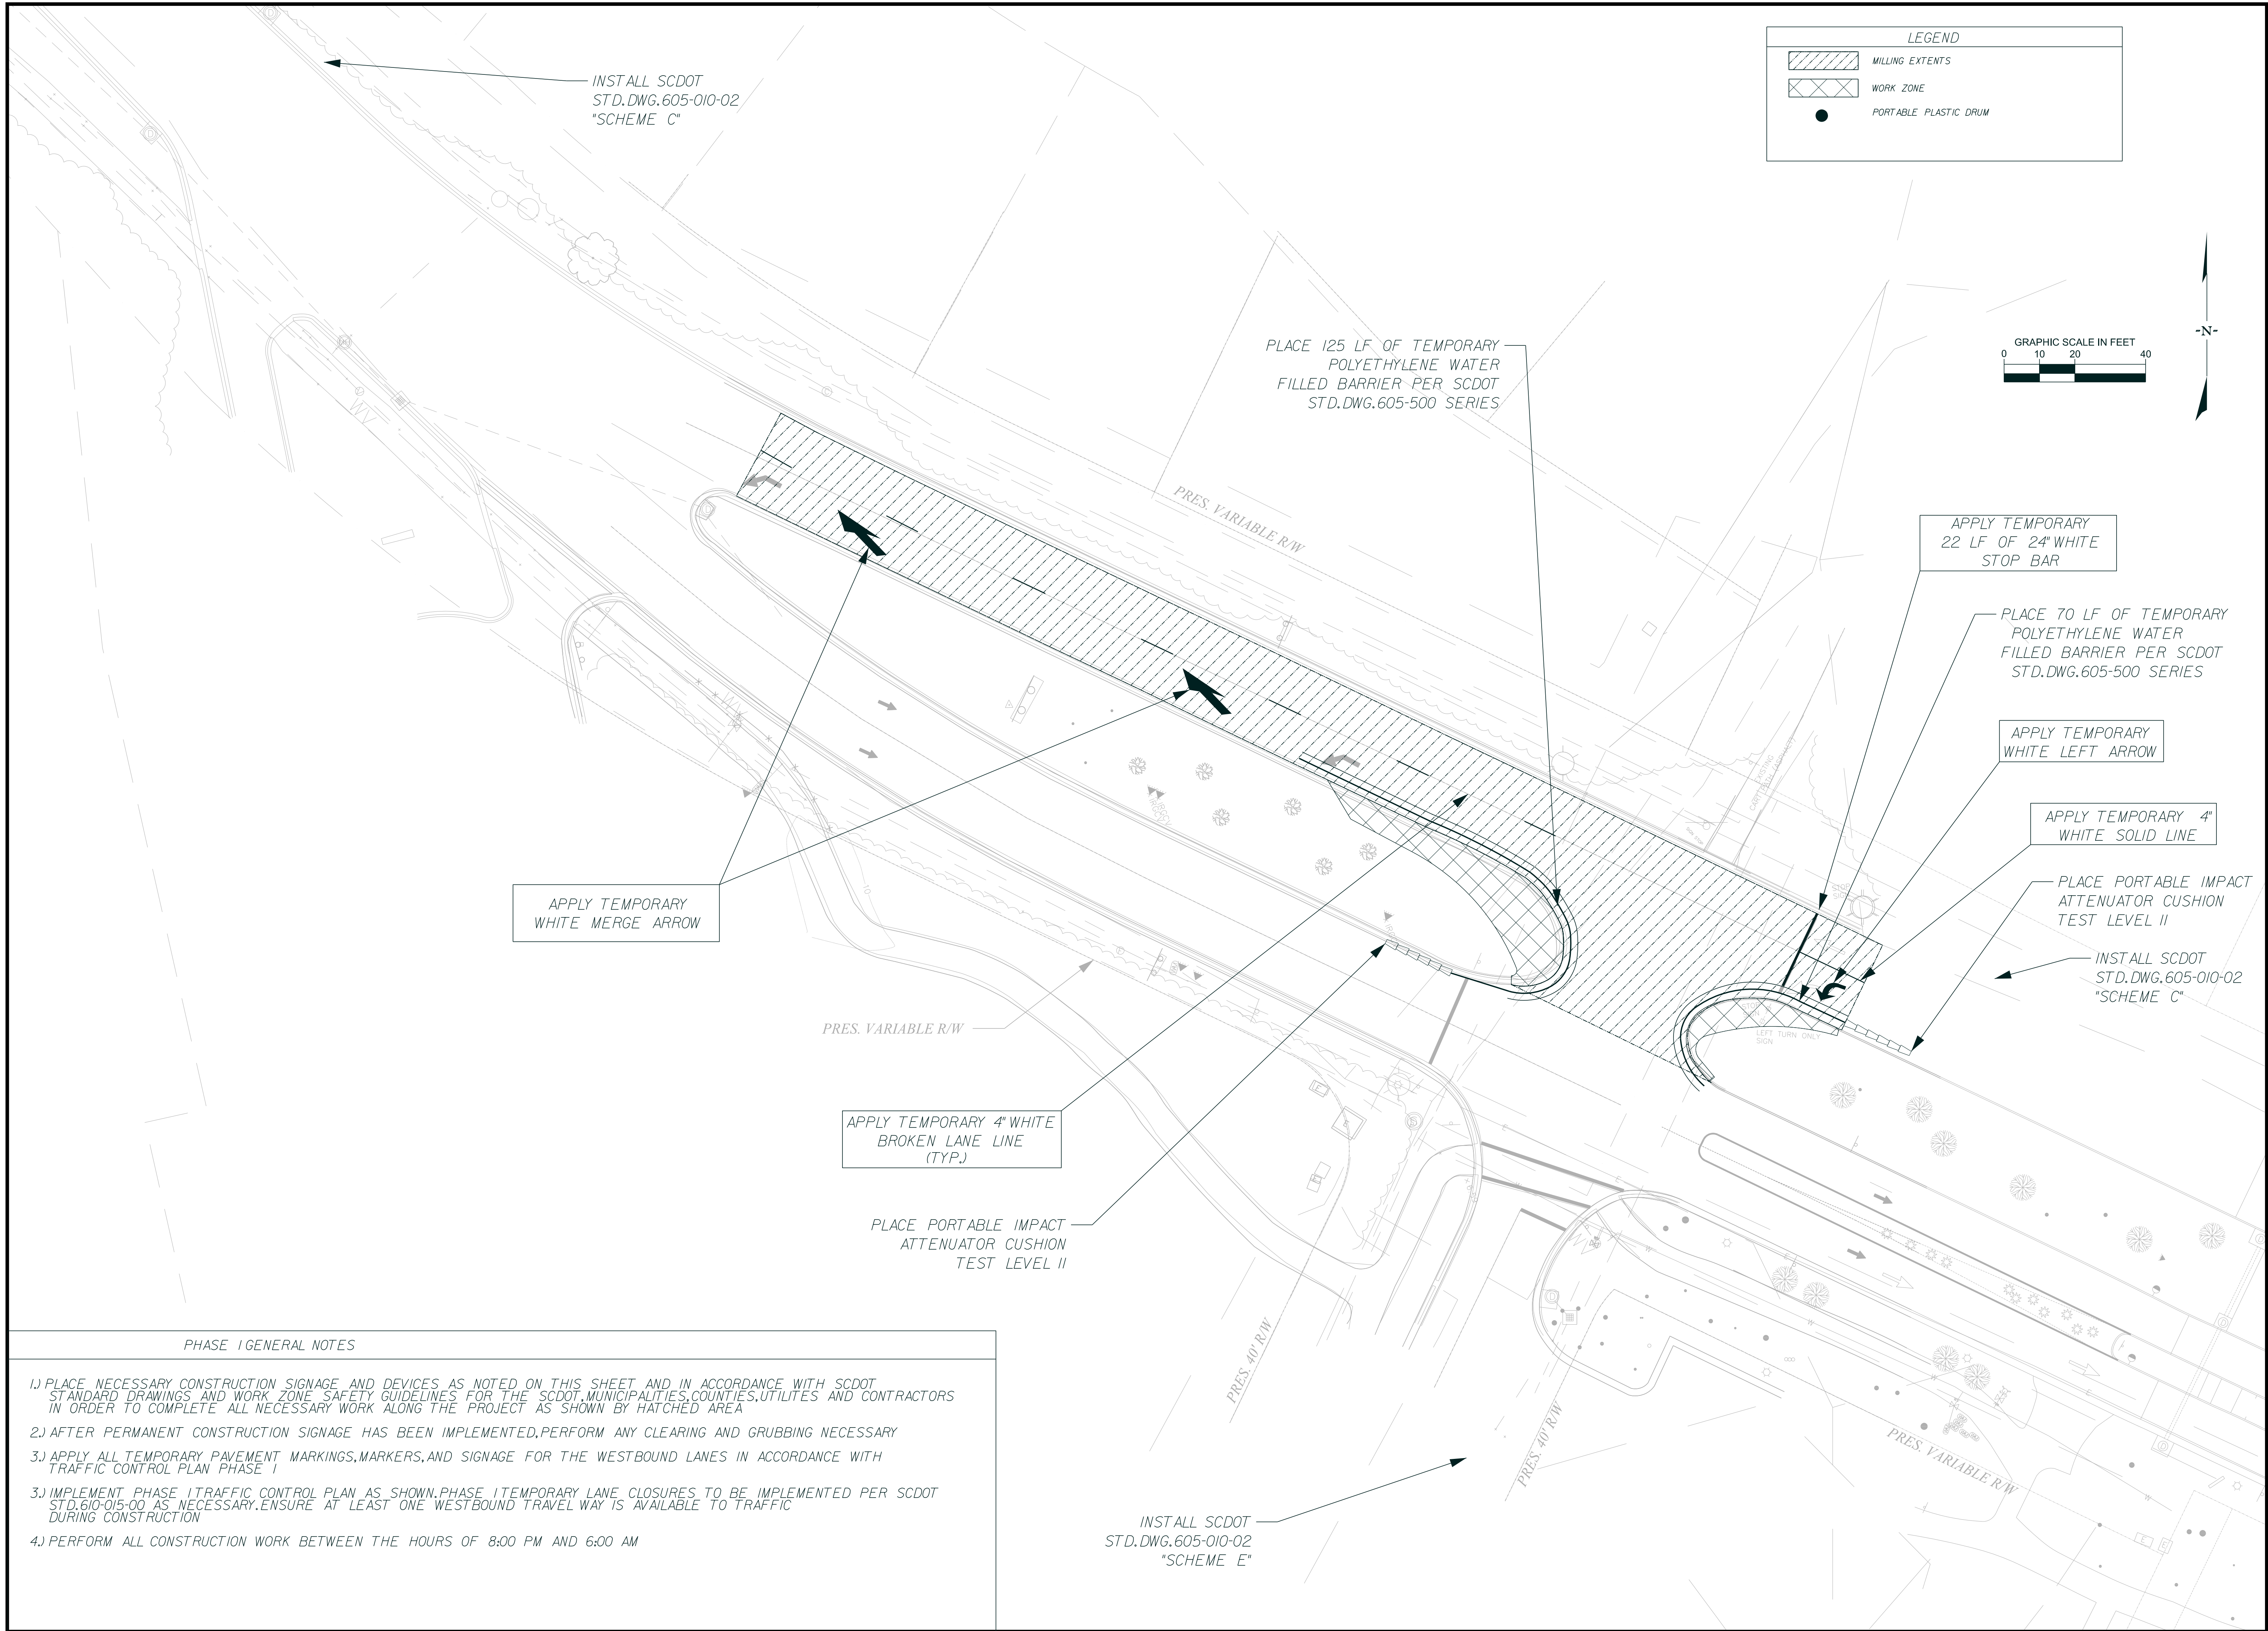 LEGEND
MILLING EXTENTS
WORK ZONE
PORTABLE PLASTIC DRUM
INSTALL SCDOT
STD.DWG.605-010-02
"SCHEME C"
-N-
GRAPHIC SCALE IN FEET
0 10 20 40
PLACE 125 LF OF TEMPORARY
POLYETHYLENE WATER
FILLED BARRIER PER SCDOT
STD.DWG.605-500 SERIES
PRES. VARIABLE R/W
APPLY TEMPORARY
22 LF OF 24" WHITE
STOP BAR
PLACE 70 LF OF TEMPORARY
POLYETHYLENE WATER
FILLED BARRIER PER SCDOT
STD.DWG.605-500 SERIES
APPLY TEMPORARY
WHITE LEFT ARROW
APPLY TEMPORARY 4"
WHITE SOLID LINE
PLACE PORTABLE IMPACT
ATTENUATOR CUSHION
TEST LEVEL II
INSTALL SCDOT
STD.DWG.605-010-02
"SCHEME C"
LEFT TURN ONLY
SIGN
APPLY TEMPORARY
WHITE MERGE ARROW
PRES. VARIABLE R/W
APPLY TEMPORARY 4" WHITE
BROKEN LANE LINE
(TYP.)
PLACE PORTABLE IMPACT
ATTENUATOR CUSHION
TEST LEVEL II
PRES. 40' R/W
PRES. 40' R/W
PRES. VARIABLE R/W
INSTALL SCDOT
STD.DWG.605-010-02
"SCHEME E"
PHASE I GENERAL NOTES
1.) PLACE NECESSARY CONSTRUCTION SIGNAGE AND DEVICES AS NOTED ON THIS SHEET AND IN ACCORDANCE WITH SCDOT
STANDARD DRAWINGS AND WORK ZONE SAFETY GUIDELINES FOR THE SCDOT,MUNICIPALITIES,COUNTIES,UTILITES AND CONTRACTORS
IN ORDER TO COMPLETE ALL NECESSARY WORK ALONG THE PROJECT AS SHOWN BY HATCHED AREA
2.) AFTER PERMANENT CONSTRUCTION SIGNAGE HAS BEEN IMPLEMENTED,PERFORM ANY CLEARING AND GRUBBING NECESSARY
3.) APPLY ALL TEMPORARY PAVEMENT MARKINGS,MARKERS,AND SIGNAGE FOR THE WESTBOUND LANES IN ACCORDANCE WITH
TRAFFIC CONTROL PLAN PHASE I
3.) IMPLEMENT PHASE I TRAFFIC CONTROL PLAN AS SHOWN.PHASE I TEMPORARY LANE CLOSURES TO BE IMPLEMENTED PER SCDOT
STD.610-015-00 AS NECESSARY.ENSURE AT LEAST ONE WESTBOUND TRAVEL WAY IS AVAILABLE TO TRAFFIC
DURING CONSTRUCTION
4.) PERFORM ALL CONSTRUCTION WORK BETWEEN THE HOURS OF 8:00 PM AND 6:00 AM